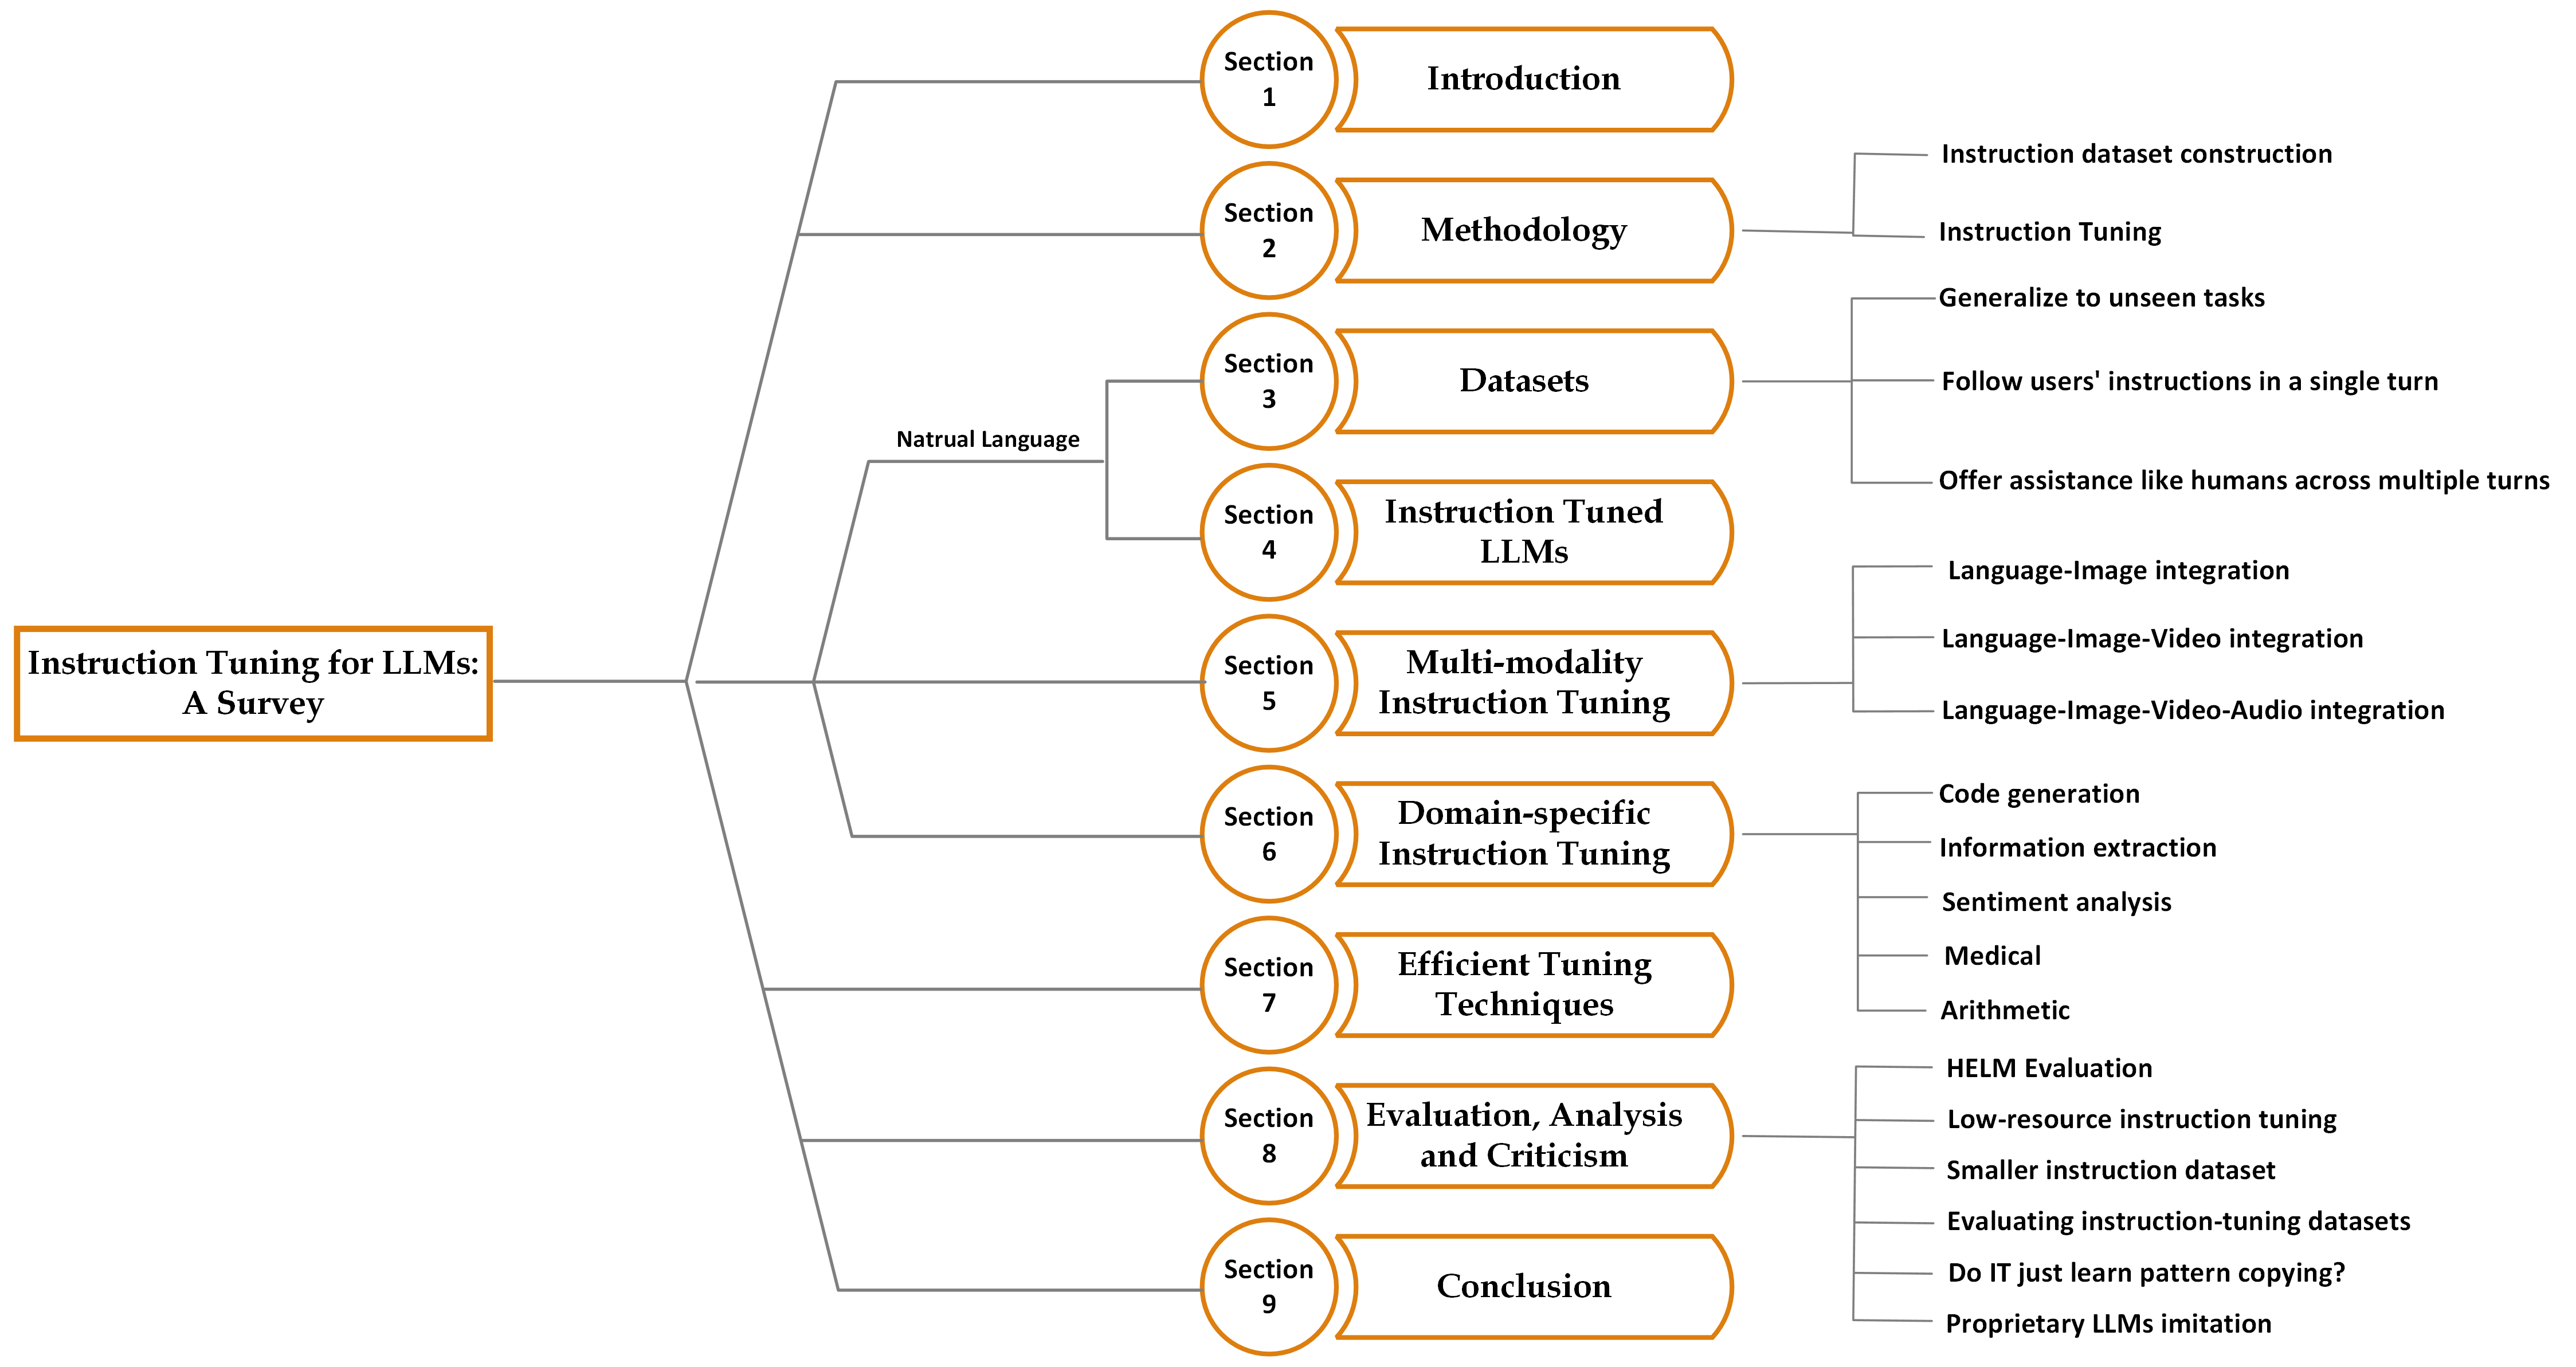 Instruction Tuning for LLMs:
A Survey
Natrual Language
Section
1
Introduction
Section
2
Methodology
Instruction dataset construction
Instruction Tuning
Section
3
Datasets
Generalize to unseen tasks
Follow users' instructions in a single turn
Offer assistance like humans across multiple turns
Section
4
Instruction Tuned
LLMs
Section
5
Multi-modality
Instruction Tuning
Language-Image integration
Language-Image-Video integration
Language-Image-Video-Audio integration
Section
6
Domain-specific
Instruction Tuning
Code generation
Information extraction
Sentiment analysis
Medical
Arithmetic
Section
7
Efficient Tuning
Techniques
Section
8
Evaluation, Analysis
and Criticism
HELM Evaluation
Low-resource instruction tuning
Smaller instruction dataset
Evaluating instruction-tuning datasets
Do IT just learn pattern copying?
Proprietary LLMs imitation
Section
9
Conclusion